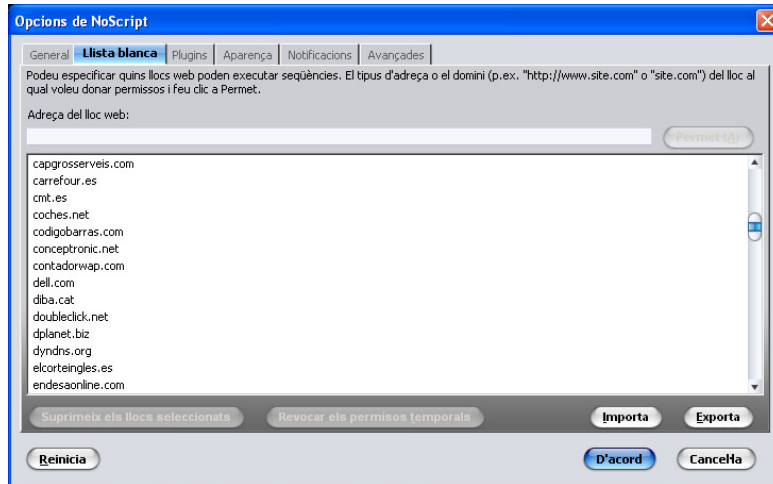 Opcions de NoScript
General Llista blanca Plugins Aparença Notificacions Avançades
Podeu especificar quins llocs web poden executar seqüències. El tipus d'adreça o el domini (p.ex. "http://www.site.com" o "site.com") del lloc al
qual voleu donar permissos i feu clic a Permet.
Adreça del lloc web:
Permet (A)
capgrosserveis.com
carrefour.es
cmt.es
coches.net
codigobarras.com
conceptronic.net
contadorwap.com
dell.com
diba.cat
doubleclick.net
dplanet.biz
dyndns.org
elcorteingles.es
endesaonline.com
Suprimeix els llocs seleccionats Revocar els permisos temporals Importa Exporta
Reinicia D'acord Cancel·la